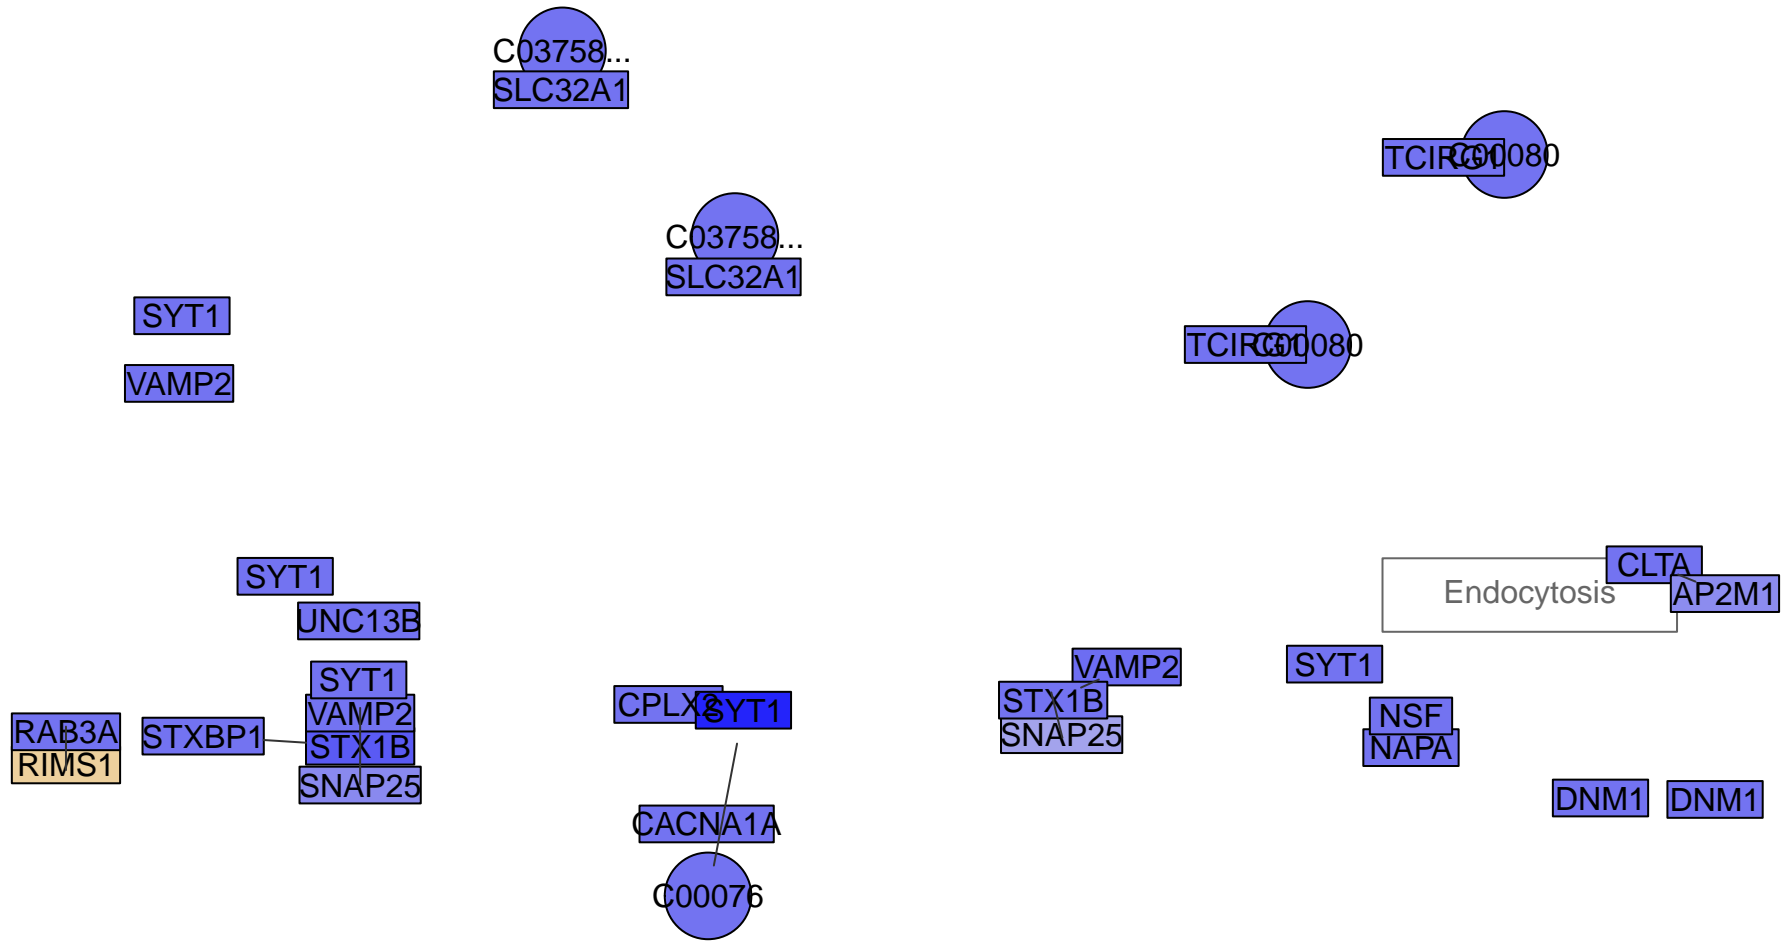 C03758...
SLC32A1
TCIRG1
C00080
C03758...
SLC32A1
SYT1
TCIRG1
C00080
VAMP2
SYT1
CLTA
Endocytosis
AP2M1
UNC13B
SYT1
VAMP2
SYT1
CPLX2
SYT1
STX1B
VAMP2
NSF
RAB3A
STXBP1
STX1B
SNAP25
NAPA
RIMS1
SNAP25
DNM1
DNM1
CACNA1A
C00076